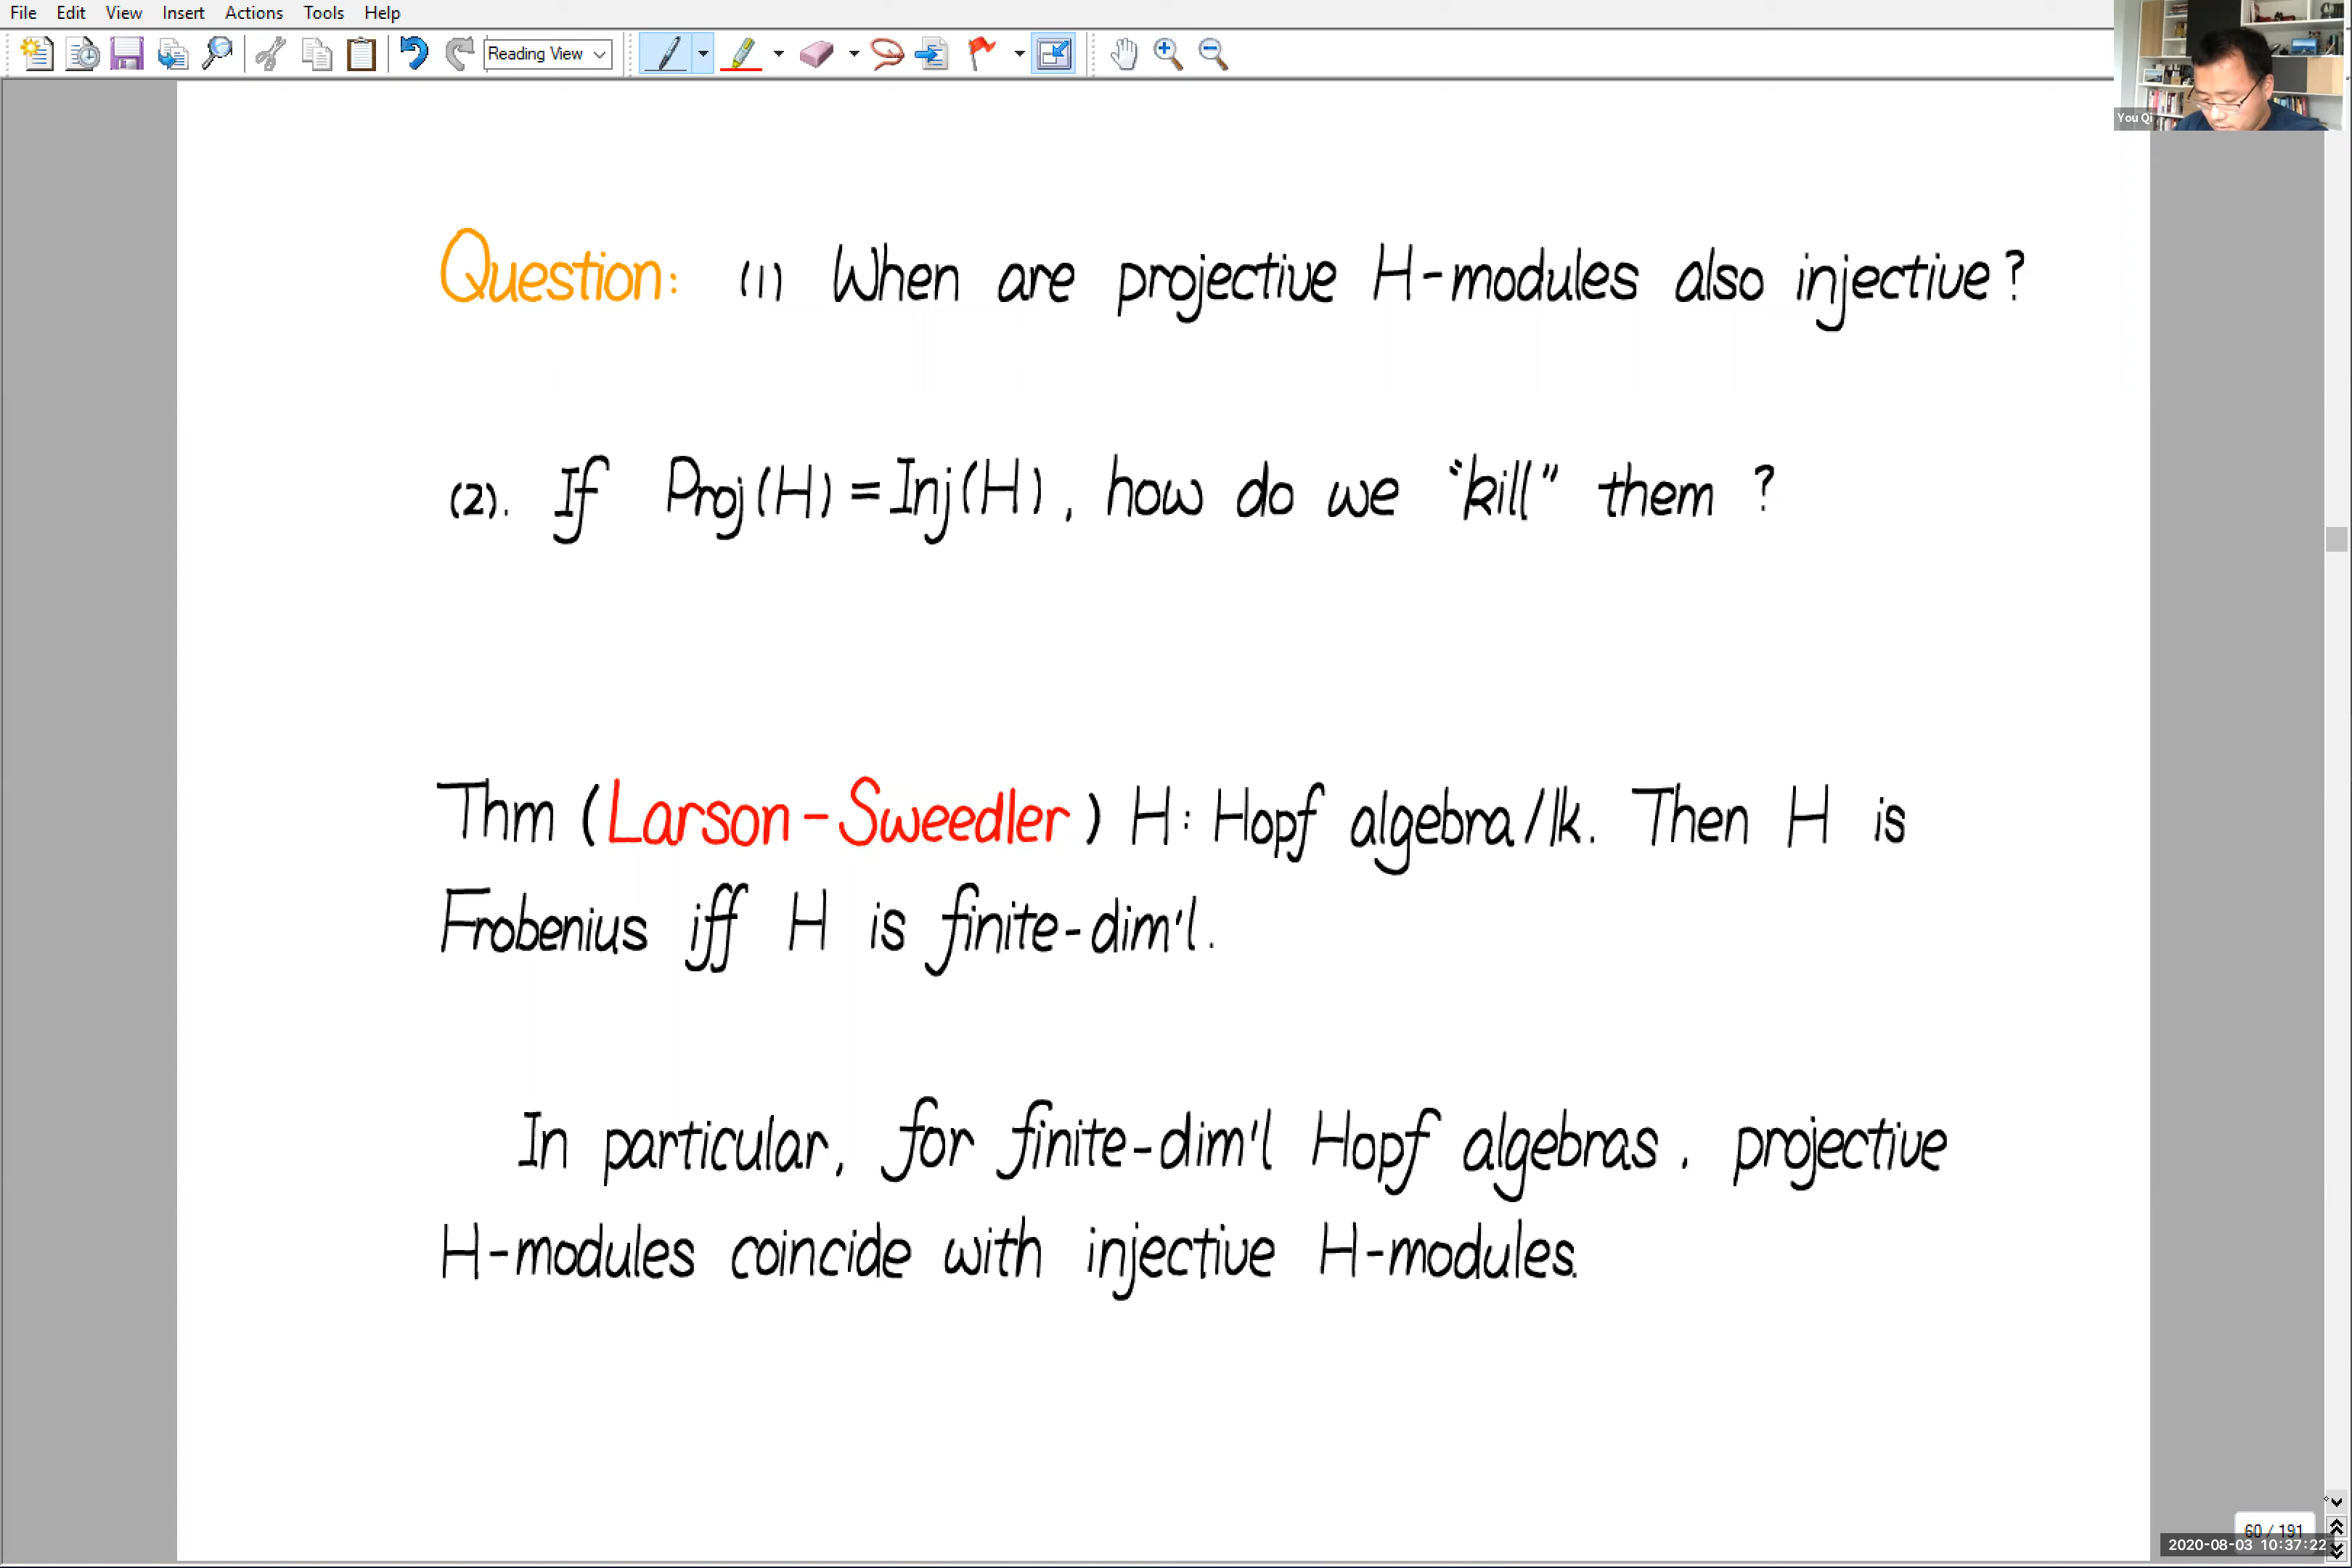 File Edit View Insert Actions Tools Help
Reading View
You Qi
Question: (1) When are projective H-modules also injective?
(2). If Proj(H) = Inj(H), how do we "kill" them?
Thm (Larson-Sweedler) H: Hopf algebra/𝕜. Then H is
Frobenius iff H is finite-dim'l.
In particular, for finite-dim'l Hopf algebras, projective
H-modules coincide with injective H-modules.
60 / 191
2020-08-03 10:37:22